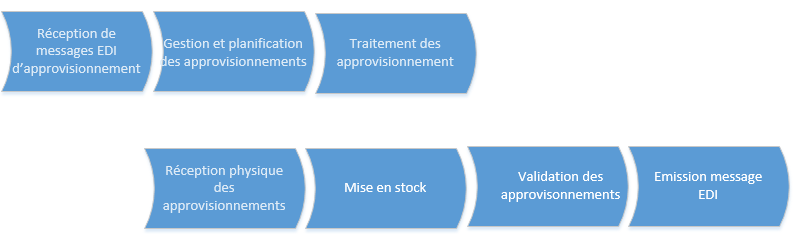 Réception de
messages EDI
d'approvisionnement
Gestion et planification
des approvisionnements
Traitement des
approvisionnement
Réception physique
des
approvisionnements
Mise en stock
Validation des
approvisonnements
Emission message
EDI